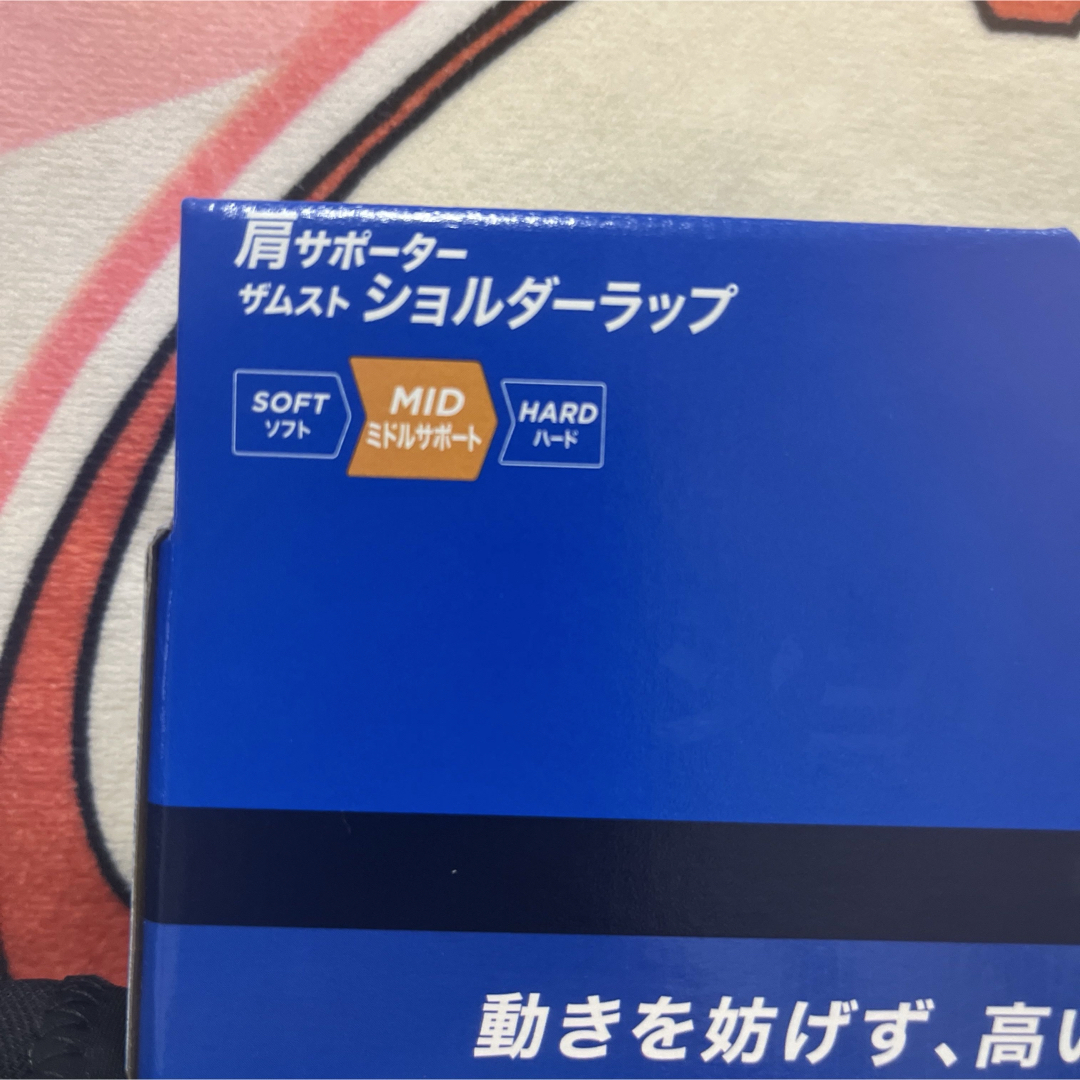 肩サポーター
ザムスト ショルダーラップ
SOFT
ソフト
MID
ミドルサポート
HARD
ハード
動きを妨げず、高い